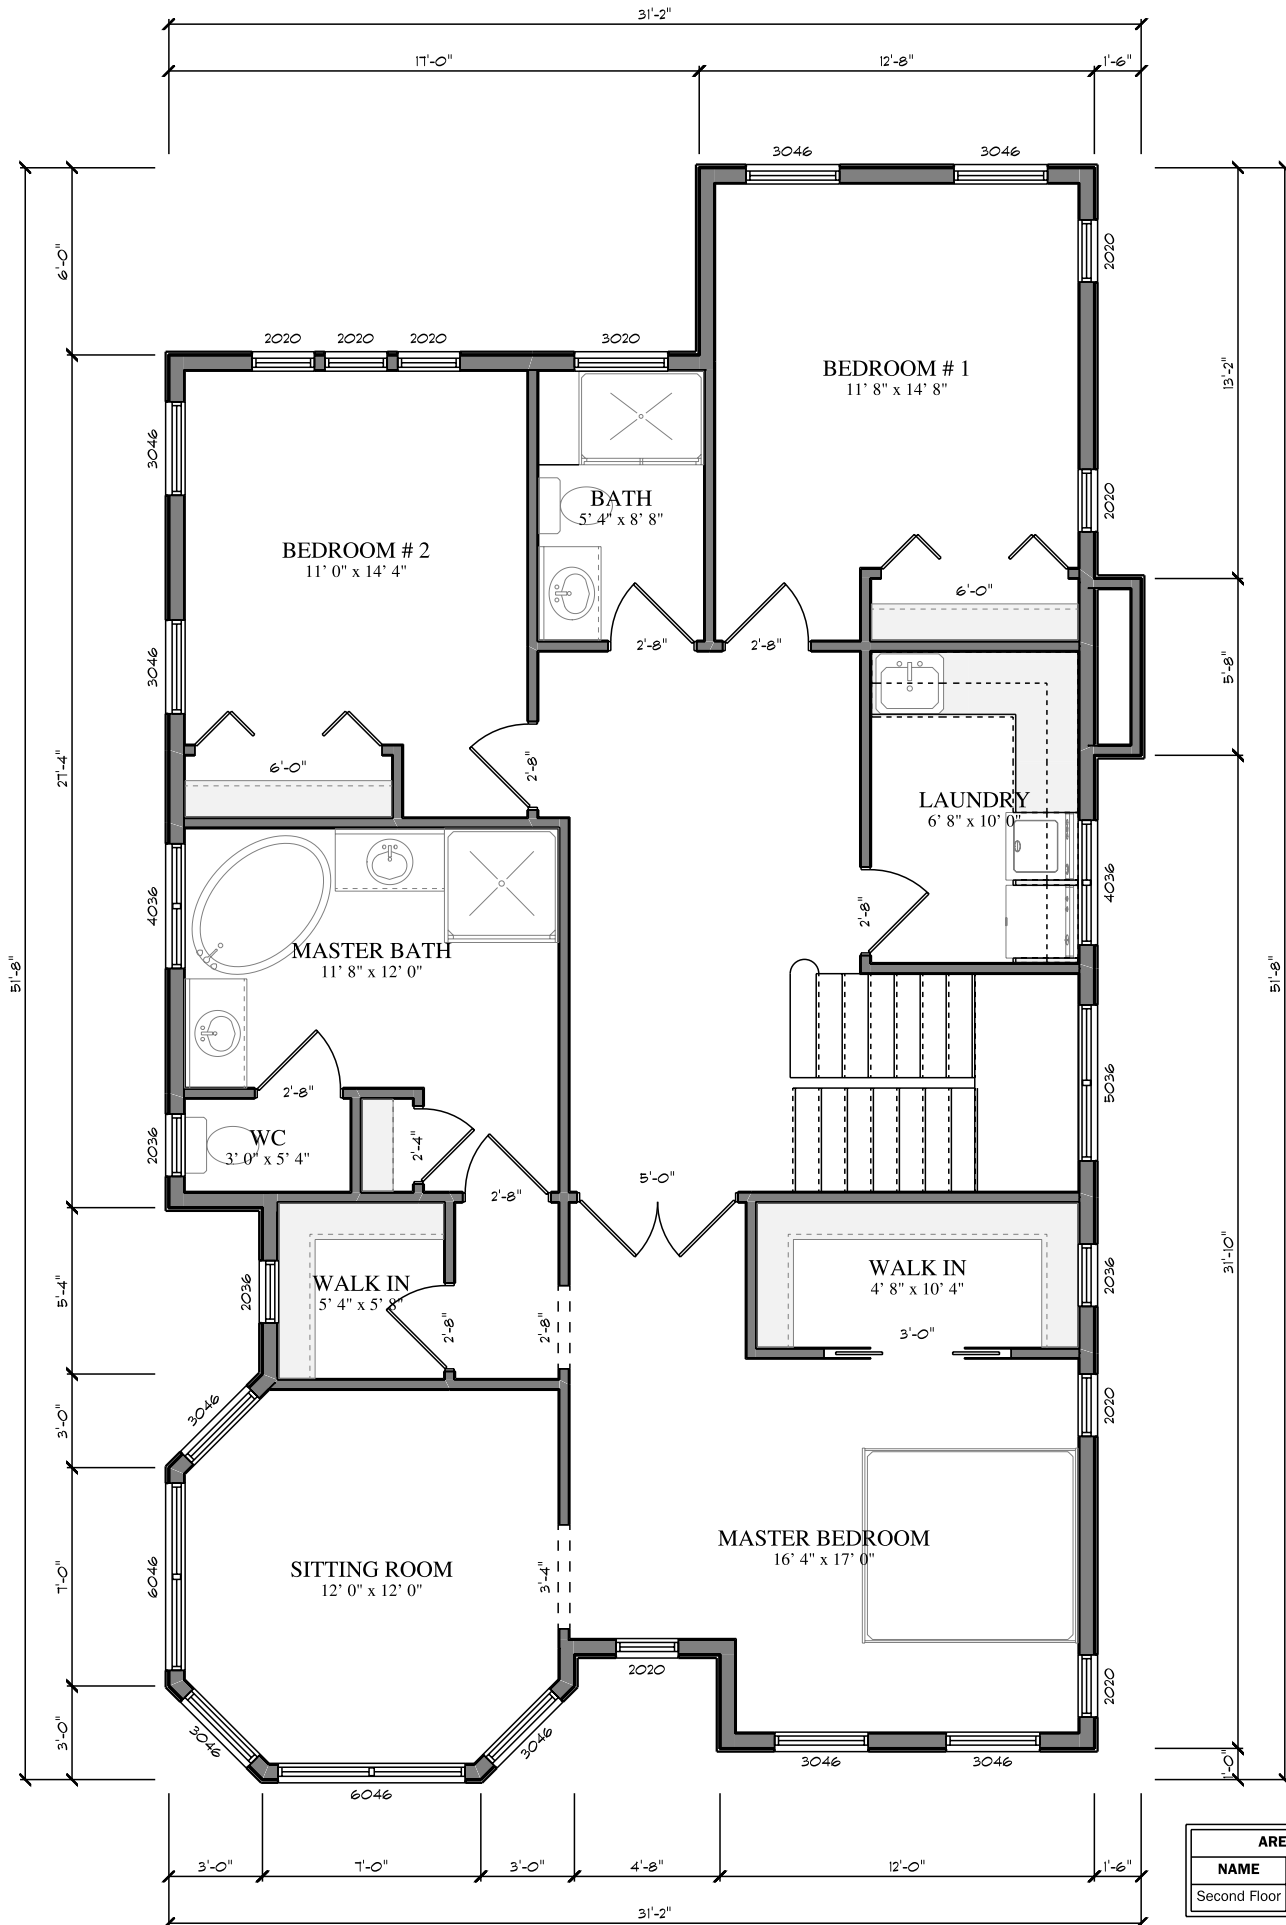 31'-2"
17'-0" 12'-8" 1'-6"
3046 3046
2020
6'-0"
2020 2020 2020 3020
BEDROOM # 1
11' 8" x 14' 8"
13'-2"
3046
2020
BATH
5' 4" x 8' 8"
BEDROOM # 2
11' 0" x 14' 4"
6'-0"
3046
2'-8" 2'-8"
5'-8"
27'-4"
6'-0"
2'-8"
LAUNDRY
6' 8" x 10' 0"
4036
4036
2'-8"
MASTER BATH
11' 8" x 12' 0"
51'-8"
51'-8"
5036
2'-8"
2036
WC
3' 0" x 5' 4"
2'-4"
2'-8"
5'-0"
31'-10"
5'-4"
2036
WALK IN
5' 4" x 5' 8"
WALK IN
4' 8" x 10' 4"
2036
2'-8"
2'-8"
3'-0"
3'-0"
3046
2020
MASTER BEDROOM
16' 4" x 17' 0"
7'-0"
6046
SITTING ROOM
12' 0" x 12' 0"
3'-4"
2020
2020
3'-0"
3046
3046
3046 3046
1'-0"
6046
3'-0" 7'-0" 3'-0" 4'-8" 12'-0" 1'-6"
31'-2"
ARE
NAME
Second Floor